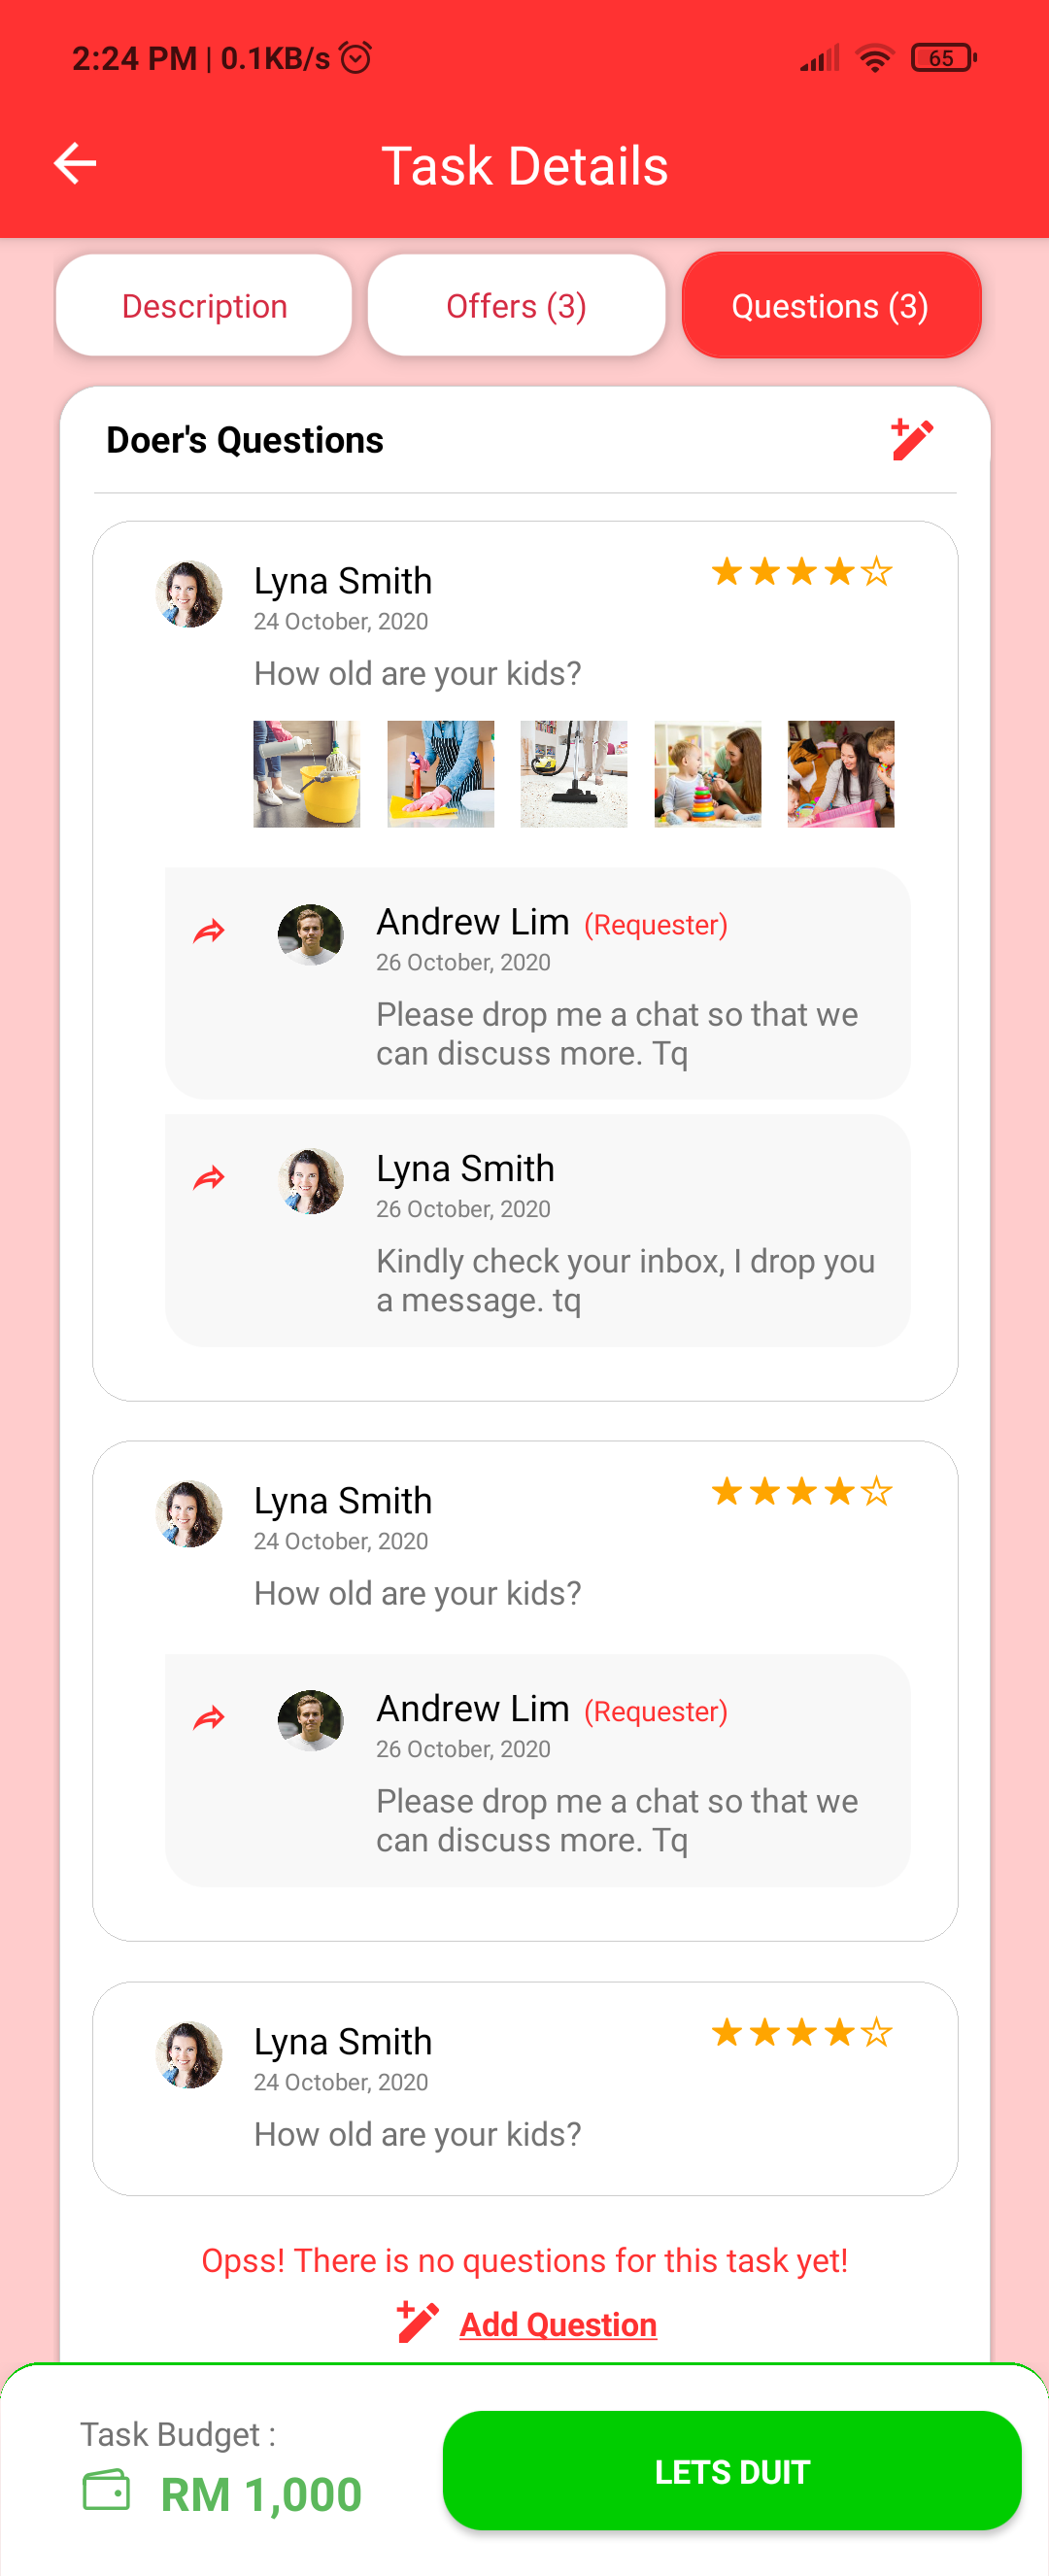 2:24 PM | 0.1KB/s
65
Task Details
Description
Offers (3)
Questions (3)
Doer's Questions
Lyna Smith
24 October, 2020
How old are your kids?
Andrew Lim (Requester)
26 October, 2020
Please drop me a chat so that we
can discuss more. Tq
Lyna Smith
26 October, 2020
Kindly check your inbox, I drop you
a message. tq
Lyna Smith
24 October, 2020
How old are your kids?
Andrew Lim (Requester)
26 October, 2020
Please drop me a chat so that we
can discuss more. Tq
Lyna Smith
24 October, 2020
How old are your kids?
Opss! There is no questions for this task yet!
Add Question
Task Budget :
RM 1,000
LETS DUIT